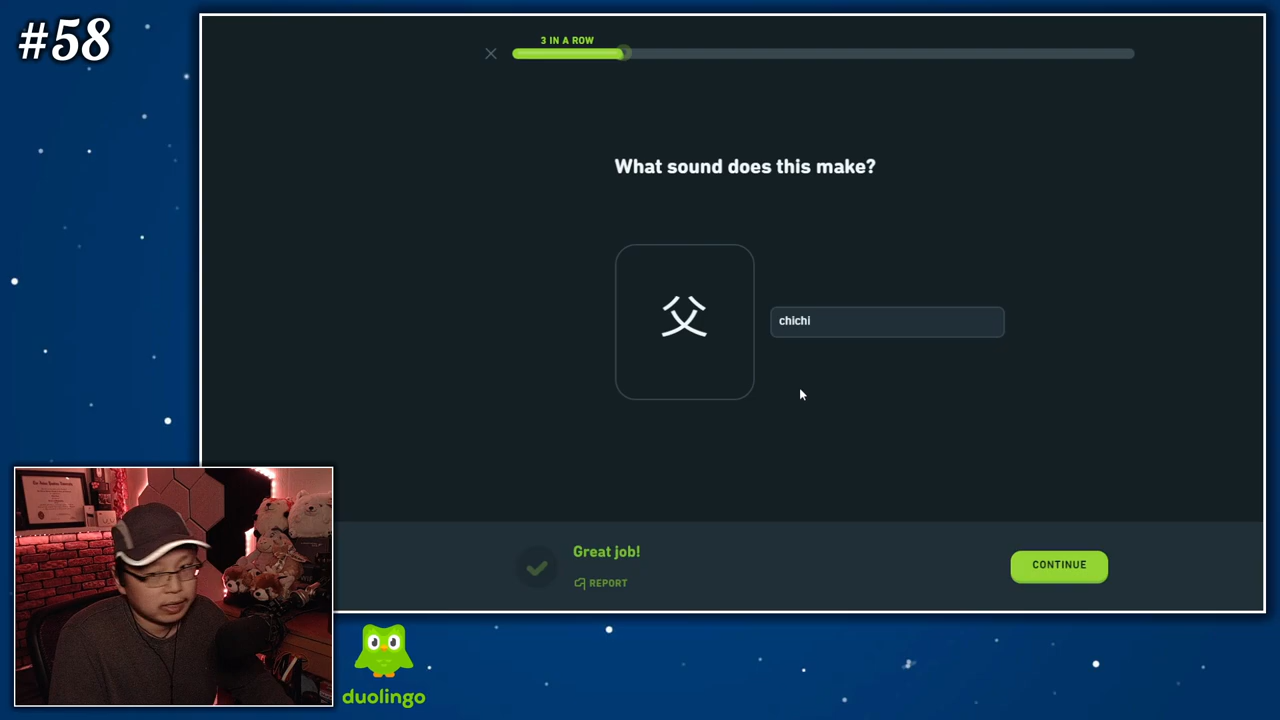 #58
3 IN A ROW
What sound does this make?
父
chichi
Great job!
REPORT
CONTINUE
duolingo